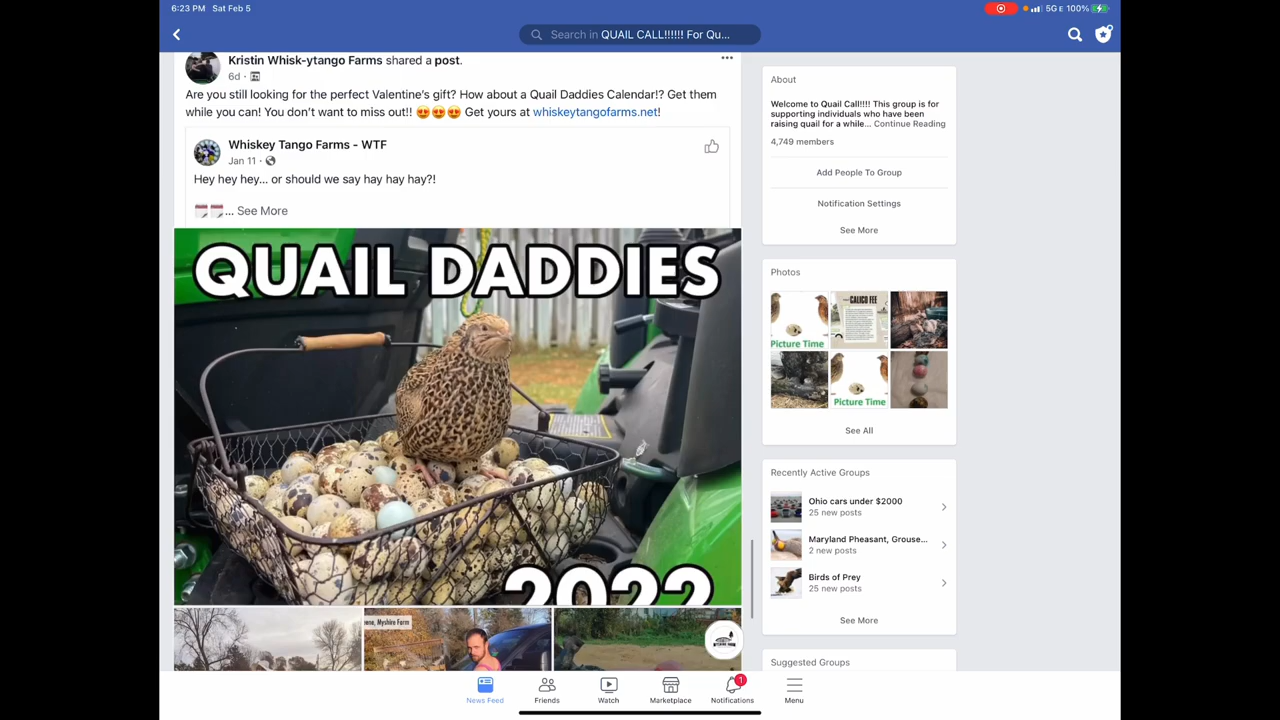 6:23 PM Sat Feb 5
5G E 100%
Search in QUAIL CALL!!!!!! For Qu...
Kristin Whisk-ytango Farms shared a post.
6d ·
Are you still looking for the perfect Valentine's gift? How about a Quail Daddies Calendar!? Get them
while you can! You don't want to miss out!! 😍😍😍 Get yours at whiskeytangofarms.net!
Whiskey Tango Farms - WTF
Jan 11 ·
Hey hey hey... or should we say hay hay hay?!
... See More
QUAIL DADDIES
2022
ene, Myshire Farm
About
Welcome to Quail Call!!!! This group is for
supporting individuals who have been
raising quail for a while... Continue Reading
4,749 members
Add People To Group
Notification Settings
See More
Photos
CALICO FEE
Picture Time
Picture Time
See All
Recently Active Groups
Ohio cars under $2000
25 new posts
Maryland Pheasant, Grouse...
2 new posts
Birds of Prey
25 new posts
See More
Suggested Groups
News Feed
Friends
Watch
Marketplace
1
Notifications
Menu